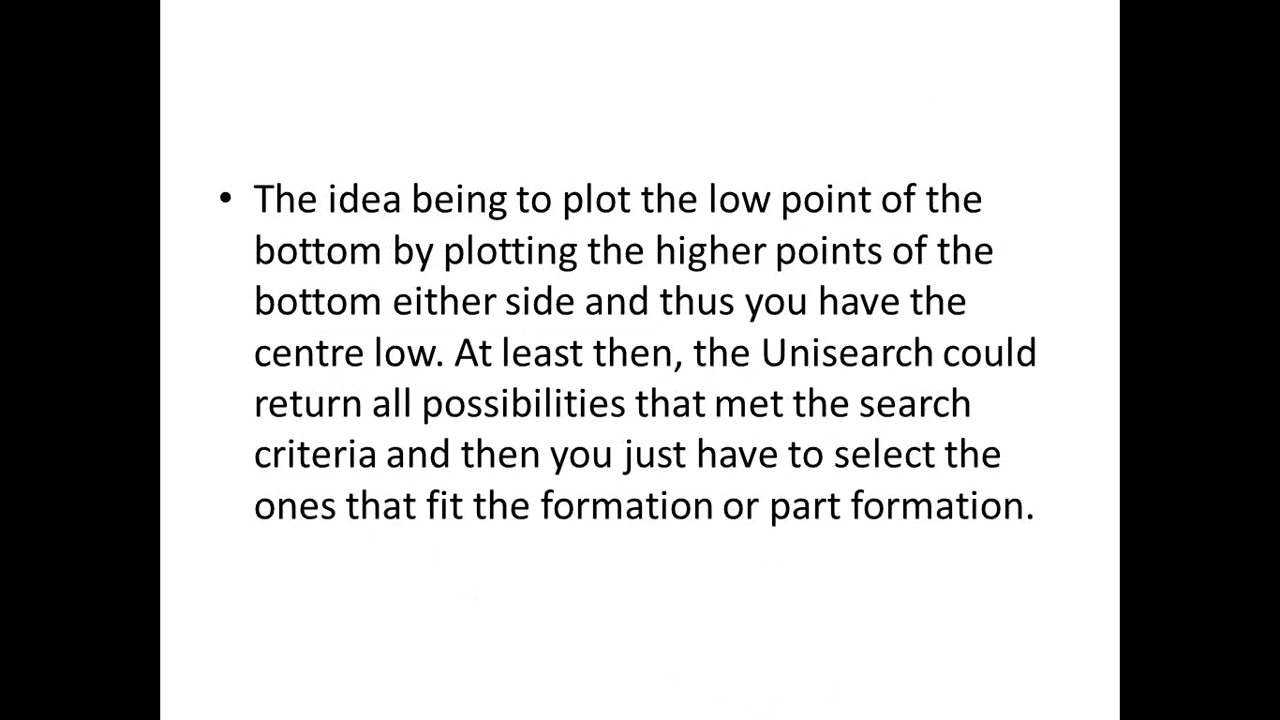 • The idea being to plot the low point of the
bottom by plotting the higher points of the
bottom either side and thus you have the
centre low. At least then, the Unisearch could
return all possibilities that met the search
criteria and then you just have to select the
ones that fit the formation or part formation.